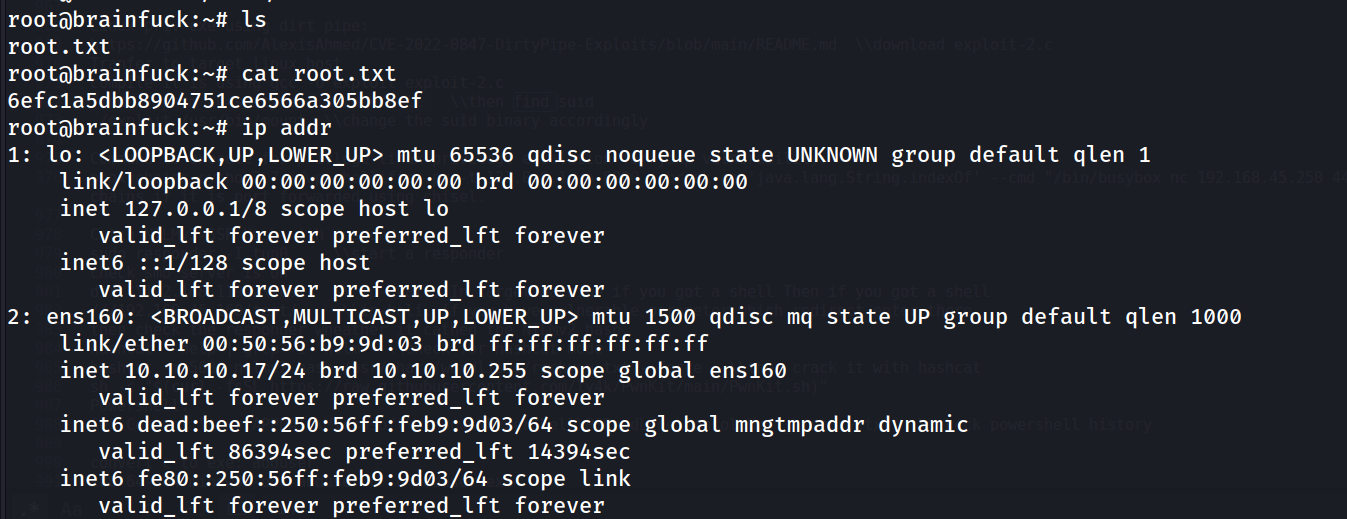 root@brainfuck:~# ls
root.txt
root@brainfuck:~# cat root.txt
6efc1a5dbb8904751ce6566a305bb8ef
root@brainfuck:~# ip addr
1: lo: <LOOPBACK,UP,LOWER_UP> mtu 65536 qdisc noqueue state UNKNOWN group default qlen 1
    link/loopback 00:00:00:00:00:00 brd 00:00:00:00:00:00
    inet 127.0.0.1/8 scope host lo
       valid_lft forever preferred_lft forever
    inet6 ::1/128 scope host
       valid_lft forever preferred_lft forever
2: ens160: <BROADCAST,MULTICAST,UP,LOWER_UP> mtu 1500 qdisc mq state UP group default qlen 1000
    link/ether 00:50:56:b9:9d:03 brd ff:ff:ff:ff:ff:ff
    inet 10.10.10.17/24 brd 10.10.10.255 scope global ens160
       valid_lft forever preferred_lft forever
    inet6 dead:beef::250:56ff:feb9:9d03/64 scope global mngtmpaddr dynamic
       valid_lft 86394sec preferred_lft 14394sec
    inet6 fe80::250:56ff:feb9:9d03/64 scope link
       valid_lft forever preferred_lft forever